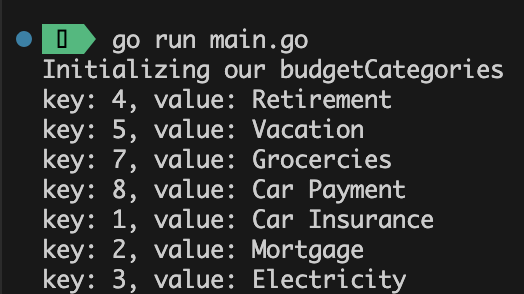 go run main.go
Initializing our budgetCategories
key: 4, value: Retirement
key: 5, value: Vacation
key: 7, value: Grocercies
key: 8, value: Car Payment
key: 1, value: Car Insurance
key: 2, value: Mortgage
key: 3, value: Electricity